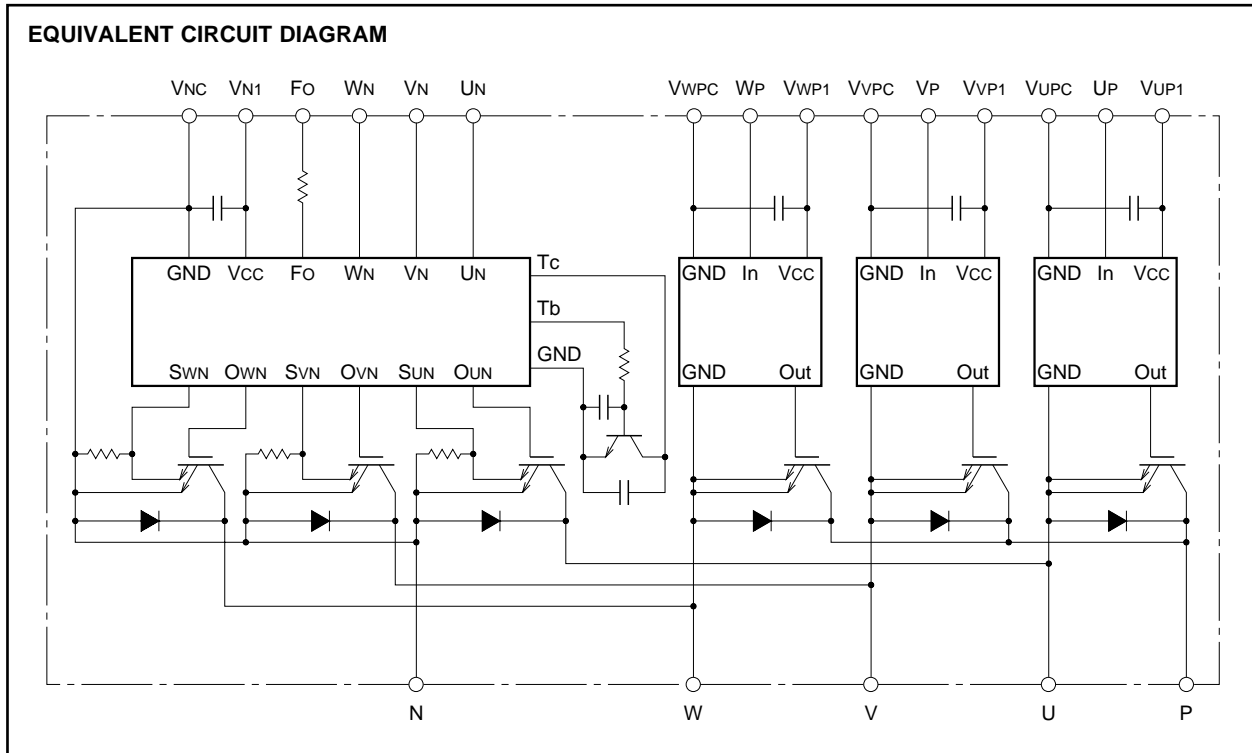 EQUIVALENT CIRCUIT DIAGRAM
VNC VN1 FO WN VN UN VWPC WP VWP1 VVPC VP VVP1 VUPC UP VUP1
GND VCC FO WN VN UN Tc GND In VCC GND In VCC GND In VCC
Tb
GND
SWN OWN SVN OVN SUN OUN GND Out GND Out GND Out
N W V U P